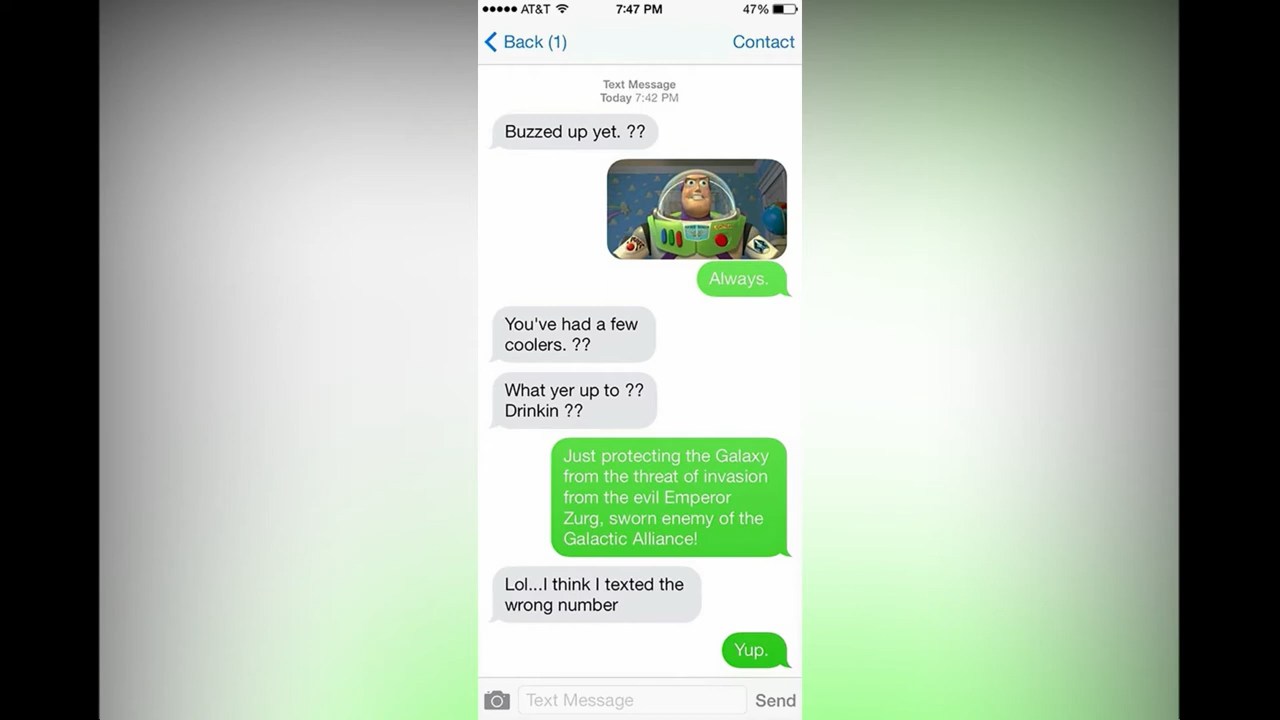 AT&T 7:47 PM 47%
Back (1) Contact
Text Message
Today 7:42 PM
Buzzed up yet. ??
Always.
You've had a few
coolers. ??
What yer up to ??
Drinkin ??
Just protecting the Galaxy
from the threat of invasion
from the evil Emperor
Zurg, sworn enemy of the
Galactic Alliance!
Lol...I think I texted the
wrong number
Yup.
Text Message Send